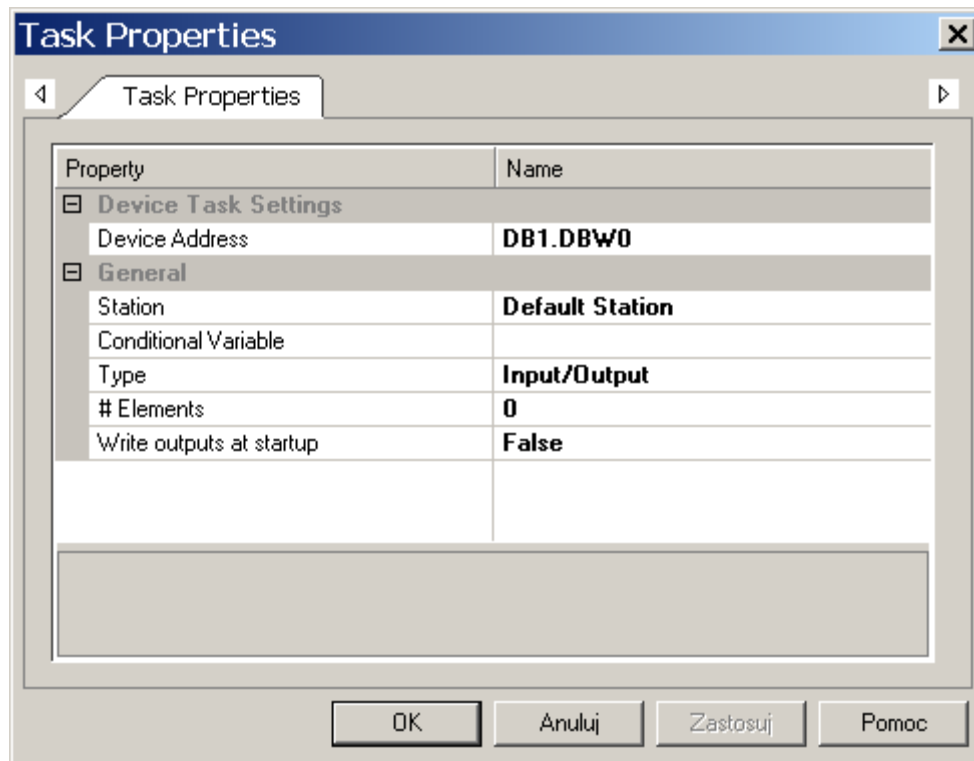 Task Properties
Task Properties
Property Name
Device Task Settings
Device Address DB1.DBW0
General
Station Default Station
Conditional Variable
Type Input/Output
# Elements 0
Write outputs at startup False
OK Anuluj Zastosuj Pomoc